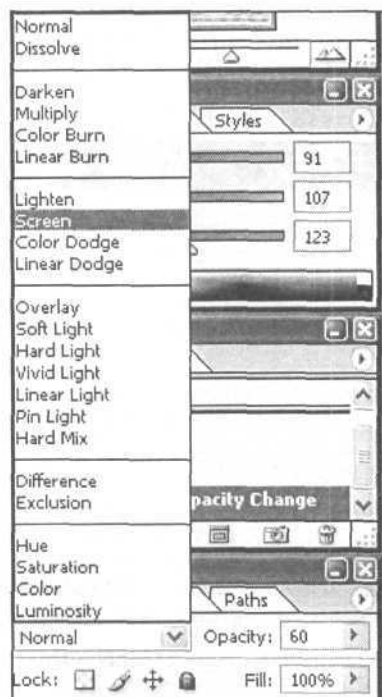 Normal
Dissolve
Darken
Multiply
Color Burn
Linear Burn
Lighten
Screen
Color Dodge
Linear Dodge
Overlay
Soft Light
Hard Light
Vivid Light
Linear Light
Pin Light
Hard Mix
Difference
Exclusion
Hue
Saturation
Color
Luminosity
Styles
91
107
123
pacity Change
Paths
Normal Opacity: 60
Lock: Fill: 100%